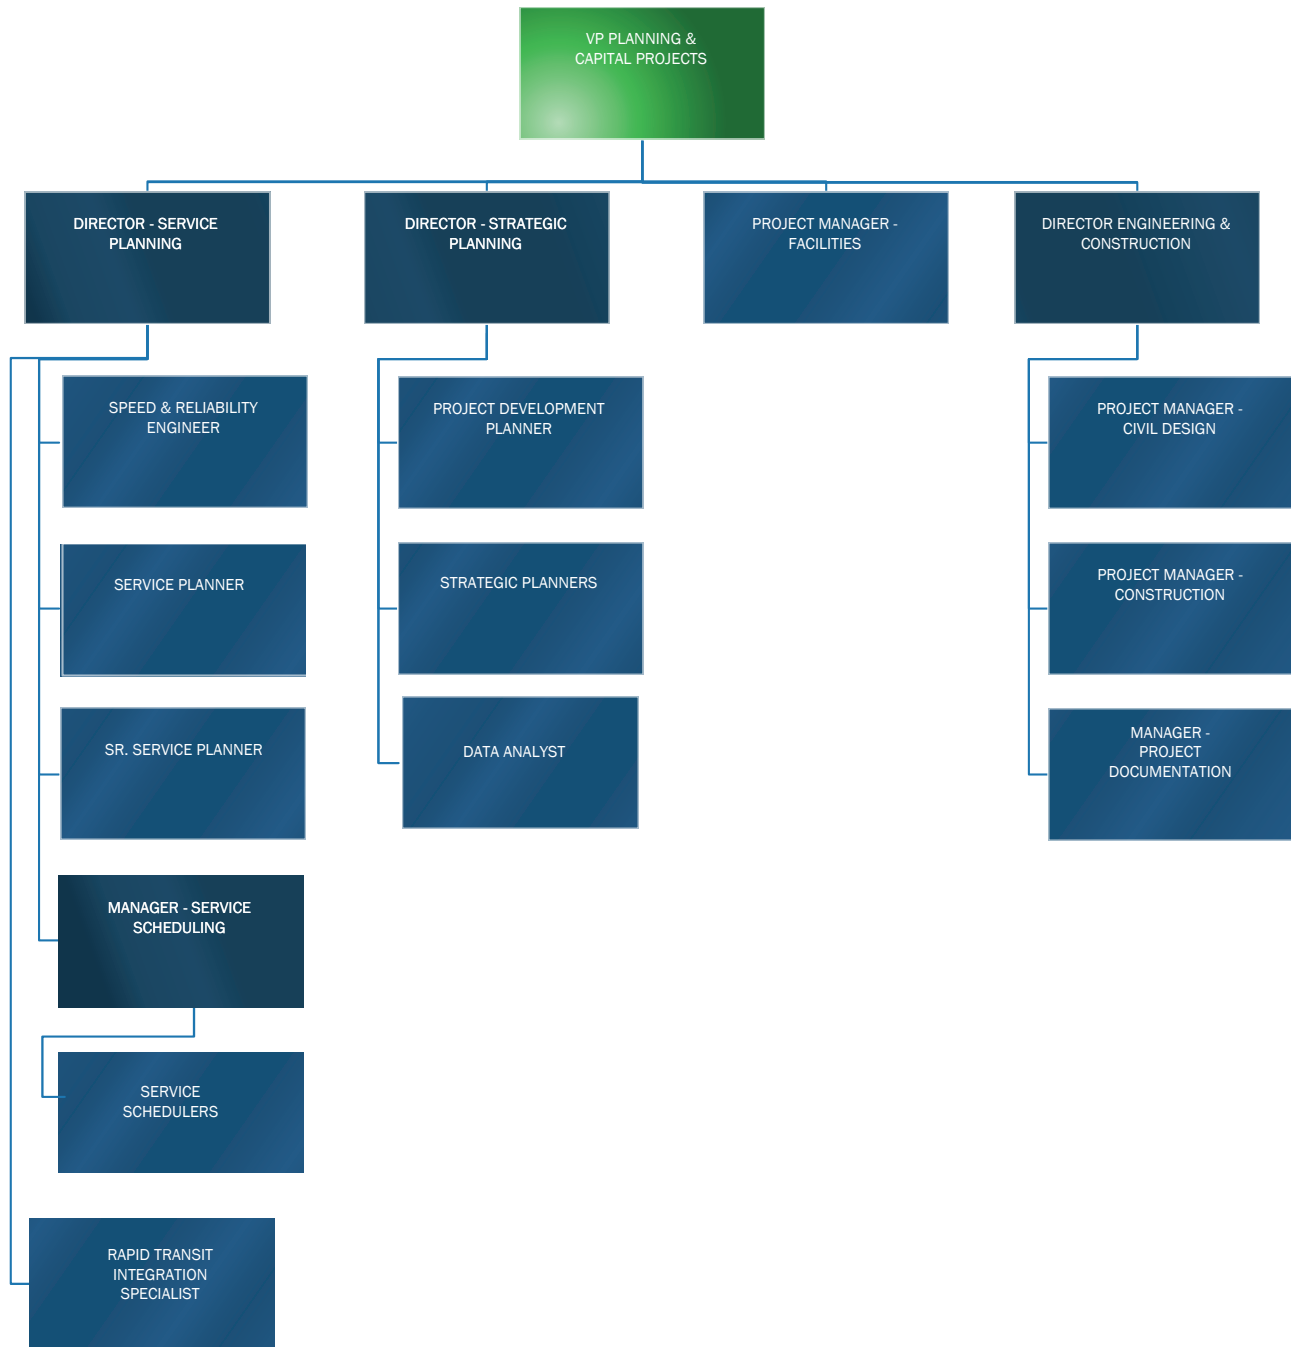 VP PLANNING &
CAPITAL PROJECTS
DIRECTOR - SERVICE
PLANNING
DIRECTOR - STRATEGIC
PLANNING
PROJECT MANAGER -
FACILITIES
DIRECTOR ENGINEERING &
CONSTRUCTION
SPEED & RELIABILITY
ENGINEER
PROJECT DEVELOPMENT
PLANNER
PROJECT MANAGER -
CIVIL DESIGN
SERVICE PLANNER
STRATEGIC PLANNERS
PROJECT MANAGER -
CONSTRUCTION
SR. SERVICE PLANNER
DATA ANALYST
MANAGER -
PROJECT
DOCUMENTATION
MANAGER - SERVICE
SCHEDULING
SERVICE
SCHEDULERS
RAPID TRANSIT
INTEGRATION
SPECIALIST